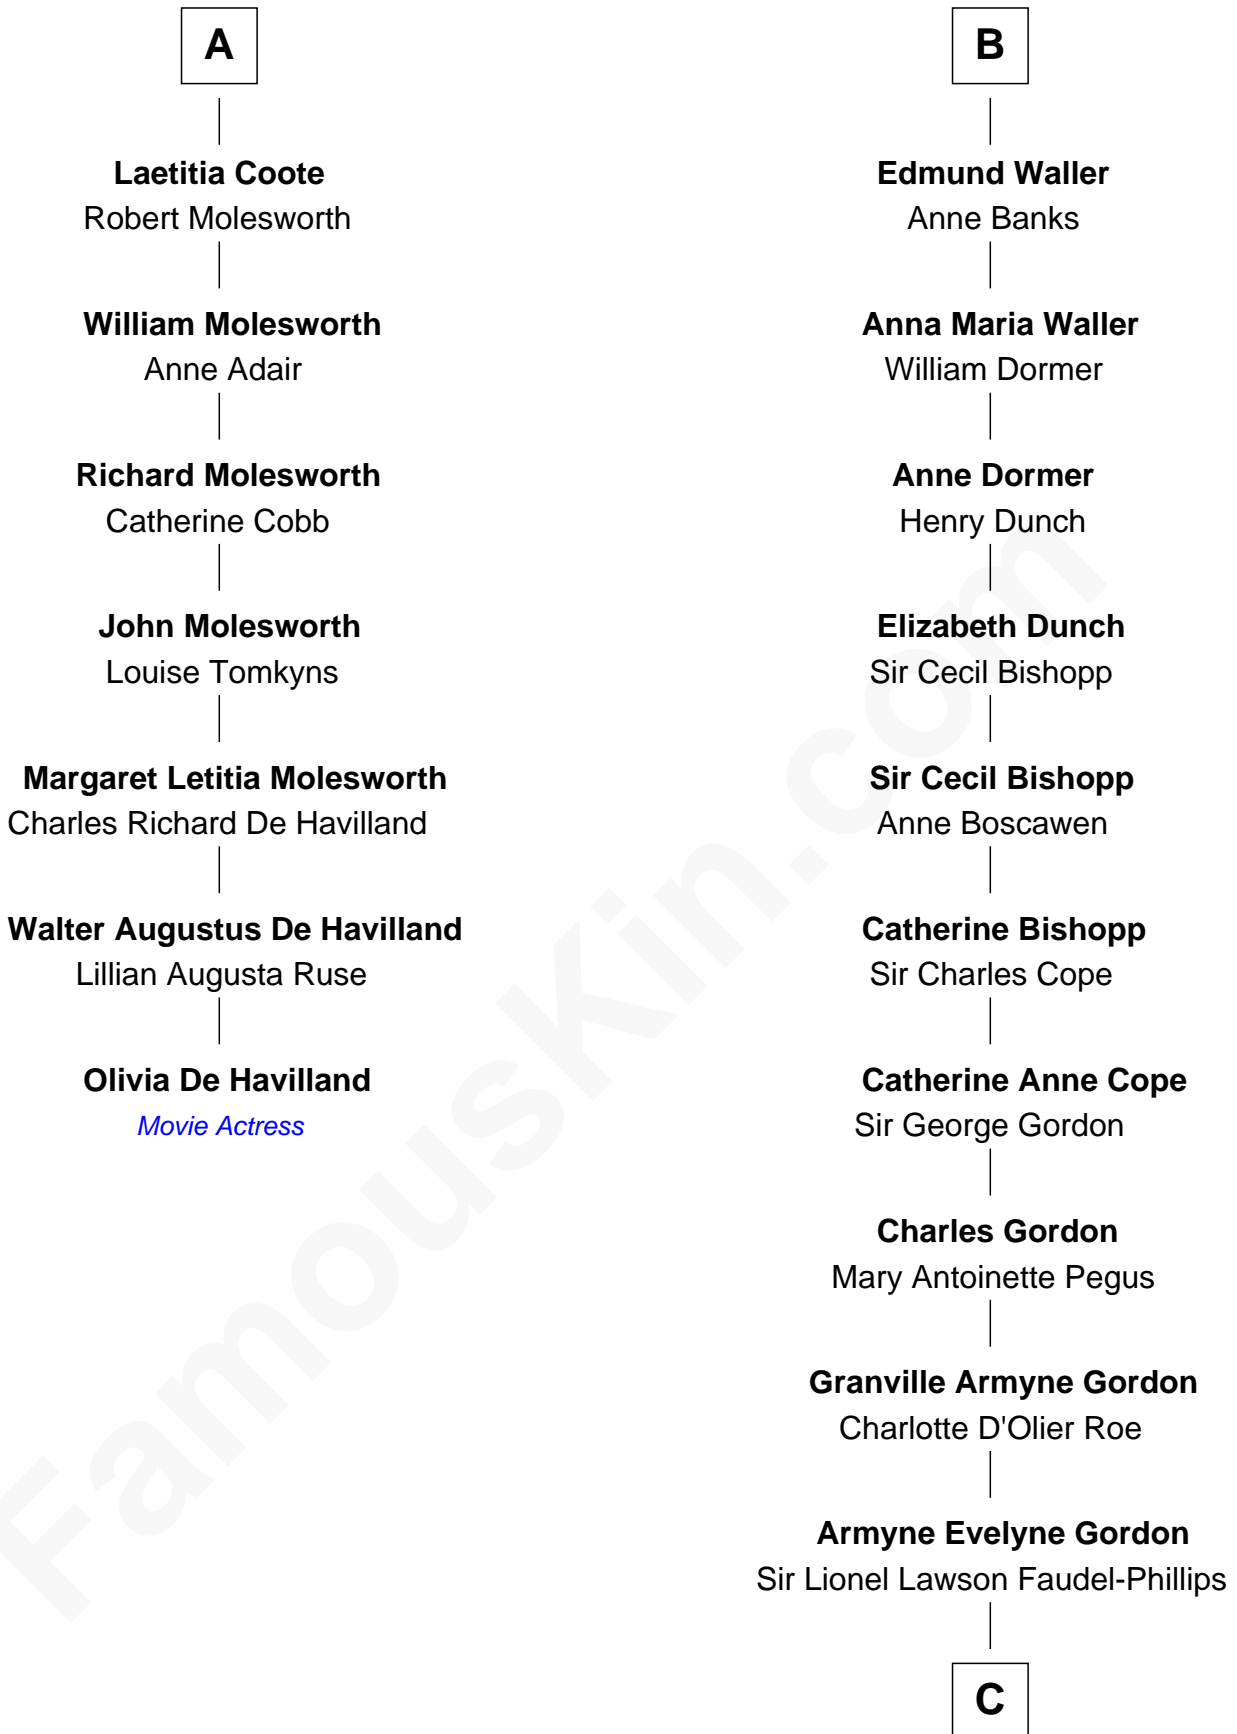 A
Laetitia Coote
Robert Molesworth
William Molesworth
Anne Adair
Richard Molesworth
Catherine Cobb
John Molesworth
Louise Tomkyns
Margaret Letitia Molesworth
Charles Richard De Havilland
Walter Augustus De Havilland
Lillian Augusta Ruse
Olivia De Havilland
Movie Actress
B
Edmund Waller
Anne Banks
Anna Maria Waller
William Dormer
Anne Dormer
Henry Dunch
Elizabeth Dunch
Sir Cecil Bishopp
Sir Cecil Bishopp
Anne Boscawen
Catherine Bishopp
Sir Charles Cope
Catherine Anne Cope
Sir George Gordon
Charles Gordon
Mary Antoinette Pegus
Granville Armyne Gordon
Charlotte D'Olier Roe
Armyne Evelyne Gordon
Sir Lionel Lawson Faudel-Phillips
C
FamousKin.com